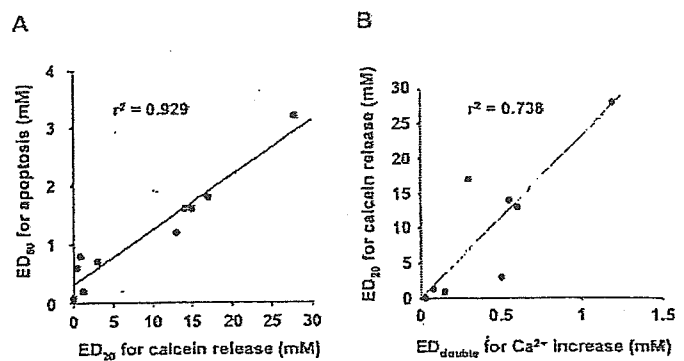 A
B
4
3
2
1
0
r² = 0.929
ED₅₀ for apoptosis (mM)
0 5 10 15 20 25 30
ED₂₀ for calcein release (mM)
30
25
20
15
10
5
0
r² = 0.738
ED₂₀ for calcein release (mM)
0 0.5 1 1.5
ED_double for Ca²⁺ increase (mM)